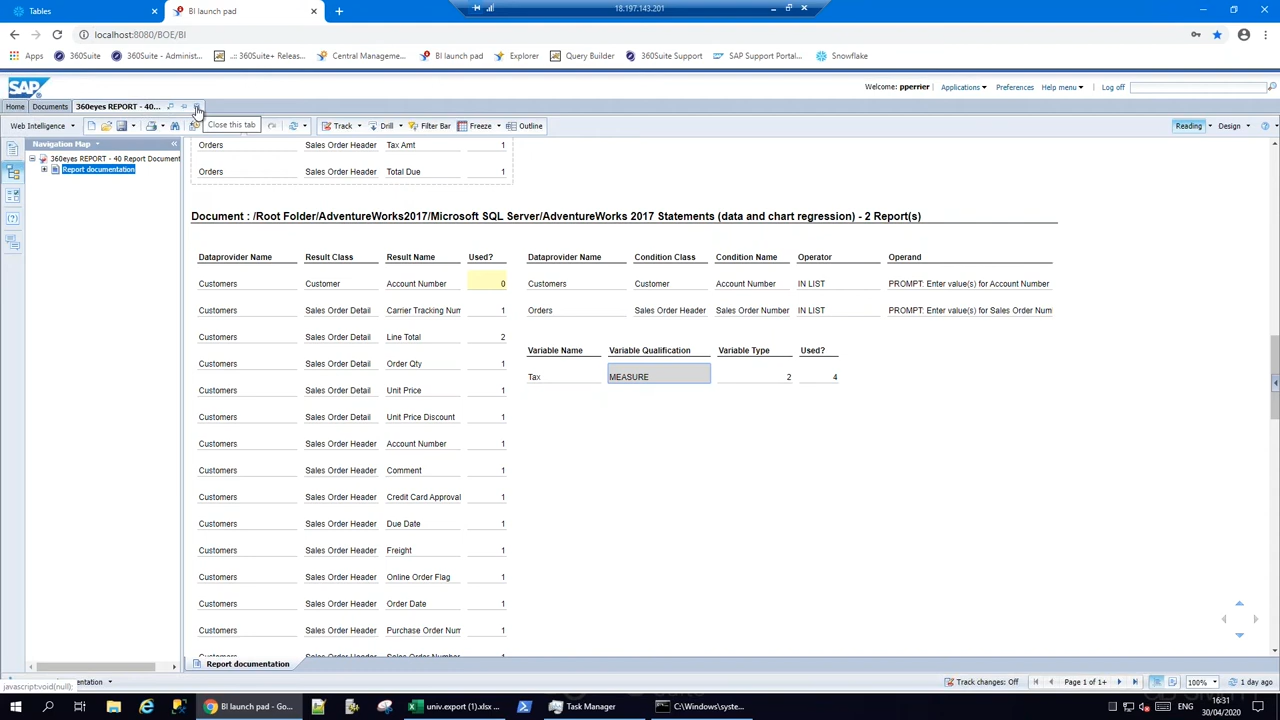 Tables
BI launch pad
18.197.143.201
localhost:8080/BOE/BI
Apps
360Suite
360Suite - Administ...
.:: 360Suite+ Releas...
Central Manageme...
BI launch pad
Explorer
Query Builder
360Suite Support
SAP Support Portal...
Snowflake
SAP
Welcome: pperrier
Applications
Preferences
Help menu
Log off
Home
Documents
360eyes REPORT - 40...
Close this tab
Web Intelligence
Track
Drill
Filter Bar
Freeze
Outline
Reading
Design
Navigation Map
360eyes REPORT - 40 Report Document
Report documentation
Orders Sales Order Header Tax Amt 1
Orders Sales Order Header Total Due 1
Document : /Root Folder/AdventureWorks2017/Microsoft SQL Server/AdventureWorks 2017 Statements (data and chart regression) - 2 Report(s)
Dataprovider Name Result Class Result Name Used?
Customers Customer Account Number 0
Customers Sales Order Detail Carrier Tracking Num 1
Customers Sales Order Detail Line Total 2
Customers Sales Order Detail Order Qty 1
Customers Sales Order Detail Unit Price 1
Customers Sales Order Detail Unit Price Discount 1
Customers Sales Order Header Account Number 1
Customers Sales Order Header Comment 1
Customers Sales Order Header Credit Card Approval 1
Customers Sales Order Header Due Date 1
Customers Sales Order Header Freight 1
Customers Sales Order Header Online Order Flag 1
Customers Sales Order Header Order Date 1
Customers Sales Order Header Purchase Order Num 1
Customers Sales Order Header Sales Order Number 1
Dataprovider Name Condition Class Condition Name Operator Operand
Customers Customer Account Number IN LIST PROMPT: Enter value(s) for Account Number
Orders Sales Order Header Sales Order Number IN LIST PROMPT: Enter value(s) for Sales Order Num
Variable Name Variable Qualification Variable Type Used?
Tax MEASURE 2 4
Report documentation
javascript:void(null);
mentation
Track changes: Off
Page 1 of 1+
100%
1 day ago
BI launch pad - Go...
univ.export (1).xlsx ...
Task Manager
C:\Windows\syste...
16:31
30/04/2020